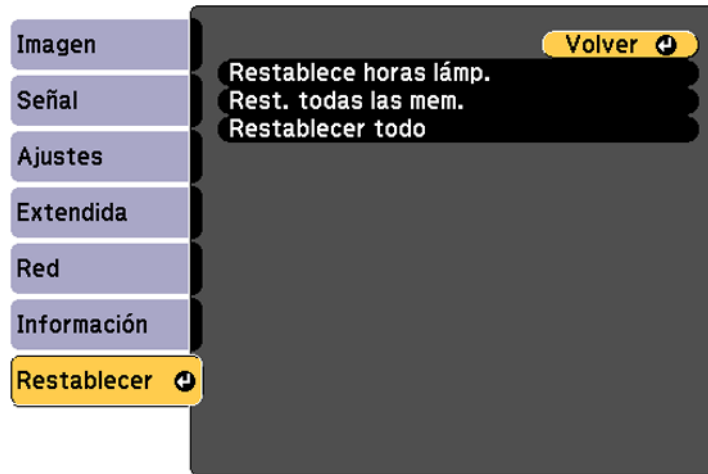 Imagen
Señal
Ajustes
Extendida
Red
Información
Restablecer
Volver
Restablece horas lámp.
Rest. todas las mem.
Restablecer todo